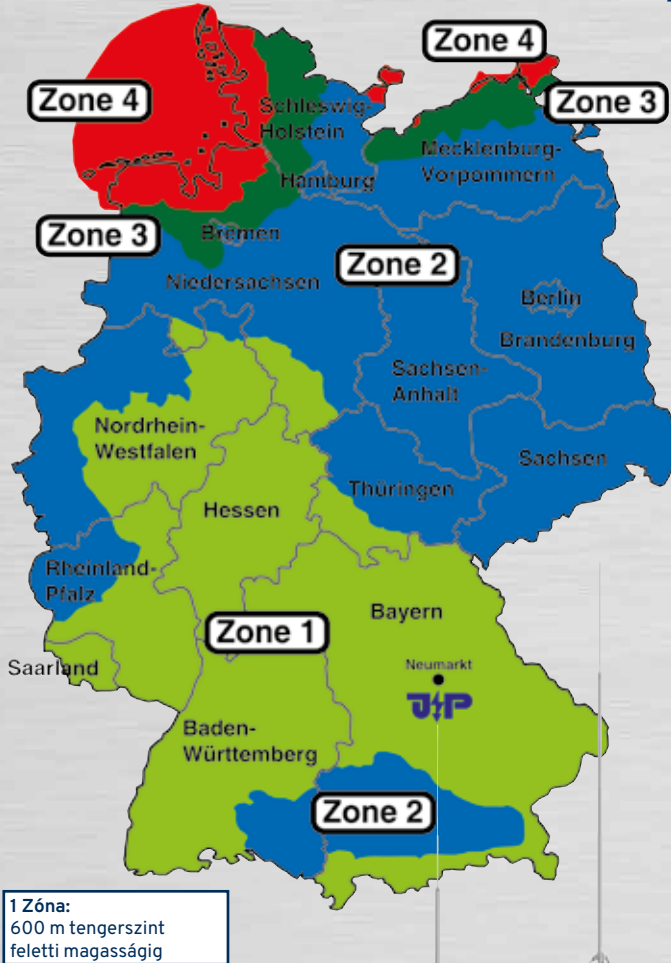 Zone 4
Zone 4
Zone 3
Schleswig-
Holstein
Hamburg
Mecklenburg-
Vorpommern
Zone 3
Bremen
Zone 2
Niedersachsen
Berlin
Brandenburg
Sachsen-
Anhalt
Nordrhein-
Westfalen
Sachsen
Thüringen
Hessen
Rheinland-
Pfalz
Zone 1
Bayern
Saarland
Neumarkt
J P
Baden-
Württemberg
Zone 2
1 Zóna:
600 m tengerszint
feletti magasságig